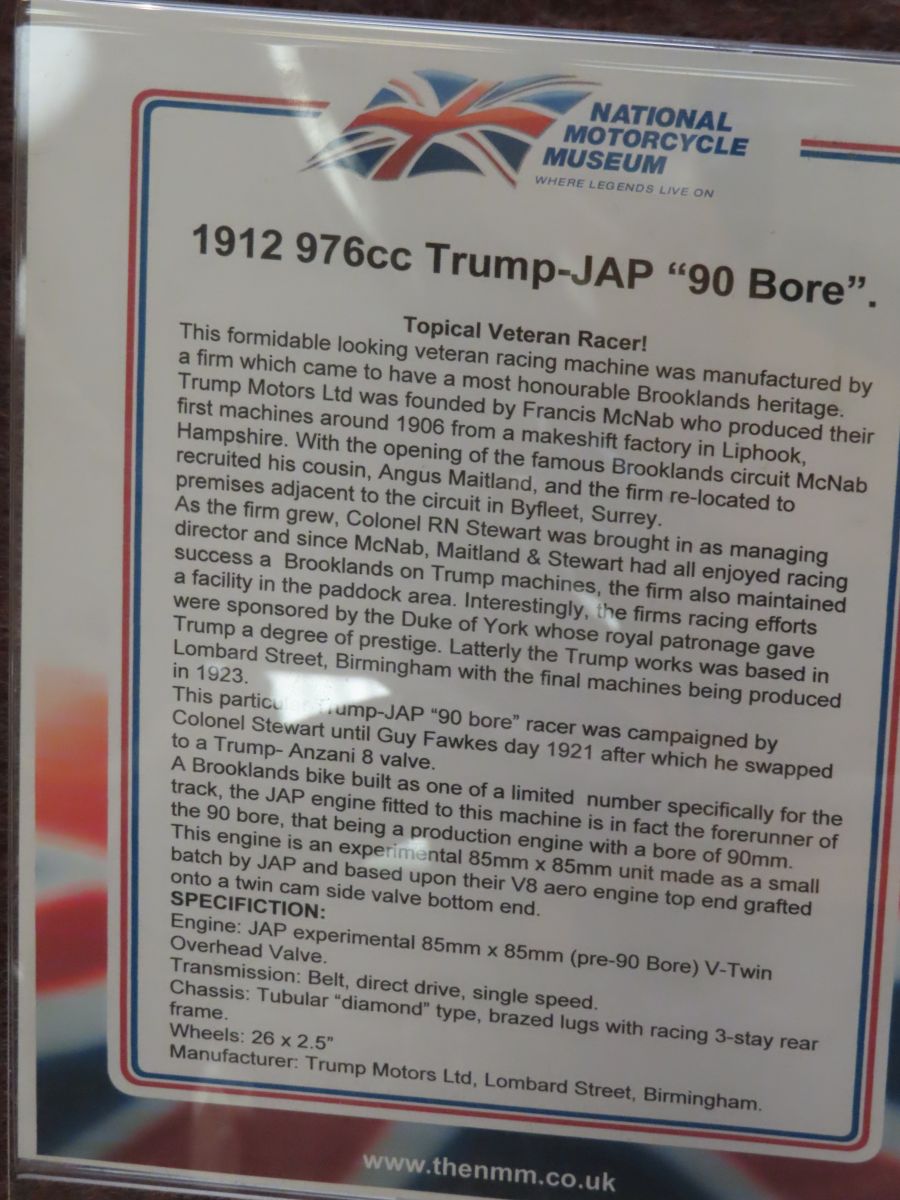 NATIONAL
MOTORCYCLE
MUSEUM
WHERE LEGENDS LIVE ON
1912 976cc Trump-JAP “90 Bore”.
Topical Veteran Racer!
This formidable looking veteran racing machine was manufactured by
a firm which came to have a most honourable Brooklands heritage.
Trump Motors Ltd was founded by Francis McNab who produced their
first machines around 1906 from a makeshift factory in Liphook,
Hampshire. With the opening of the famous Brooklands circuit McNab
recruited his cousin, Angus Maitland, and the firm re-located to
premises adjacent to the circuit in Byfleet, Surrey.
As the firm grew, Colonel RN Stewart was brought in as managing
director and since McNab, Maitland & Stewart had all enjoyed racing
success a Brooklands on Trump machines, the firm also maintained
a facility in the paddock area. Interestingly, the firms racing efforts
were sponsored by the Duke of York whose royal patronage gave
Trump a degree of prestige. Latterly the Trump works was based in
Lombard Street, Birmingham with the final machines being produced
in 1923.
This particular Trump-JAP “90 bore” racer was campaigned by
Colonel Stewart until Guy Fawkes day 1921 after which he swapped
to a Trump- Anzani 8 valve.
A Brooklands bike built as one of a limited number specifically for the
track, the JAP engine fitted to this machine is in fact the forerunner of
the 90 bore, that being a production engine with a bore of 90mm.
This engine is an experimental 85mm x 85mm unit made as a small
batch by JAP and based upon their V8 aero engine top end grafted
onto a twin cam side valve bottom end.
SPECIFICTION:
Engine: JAP experimental 85mm x 85mm (pre-90 Bore) V-Twin
Overhead Valve.
Transmission: Belt, direct drive, single speed.
Chassis: Tubular “diamond” type, brazed lugs with racing 3-stay rear
frame.
Wheels: 26 x 2.5”
Manufacturer: Trump Motors Ltd, Lombard Street, Birmingham.
www.thenmm.co.uk